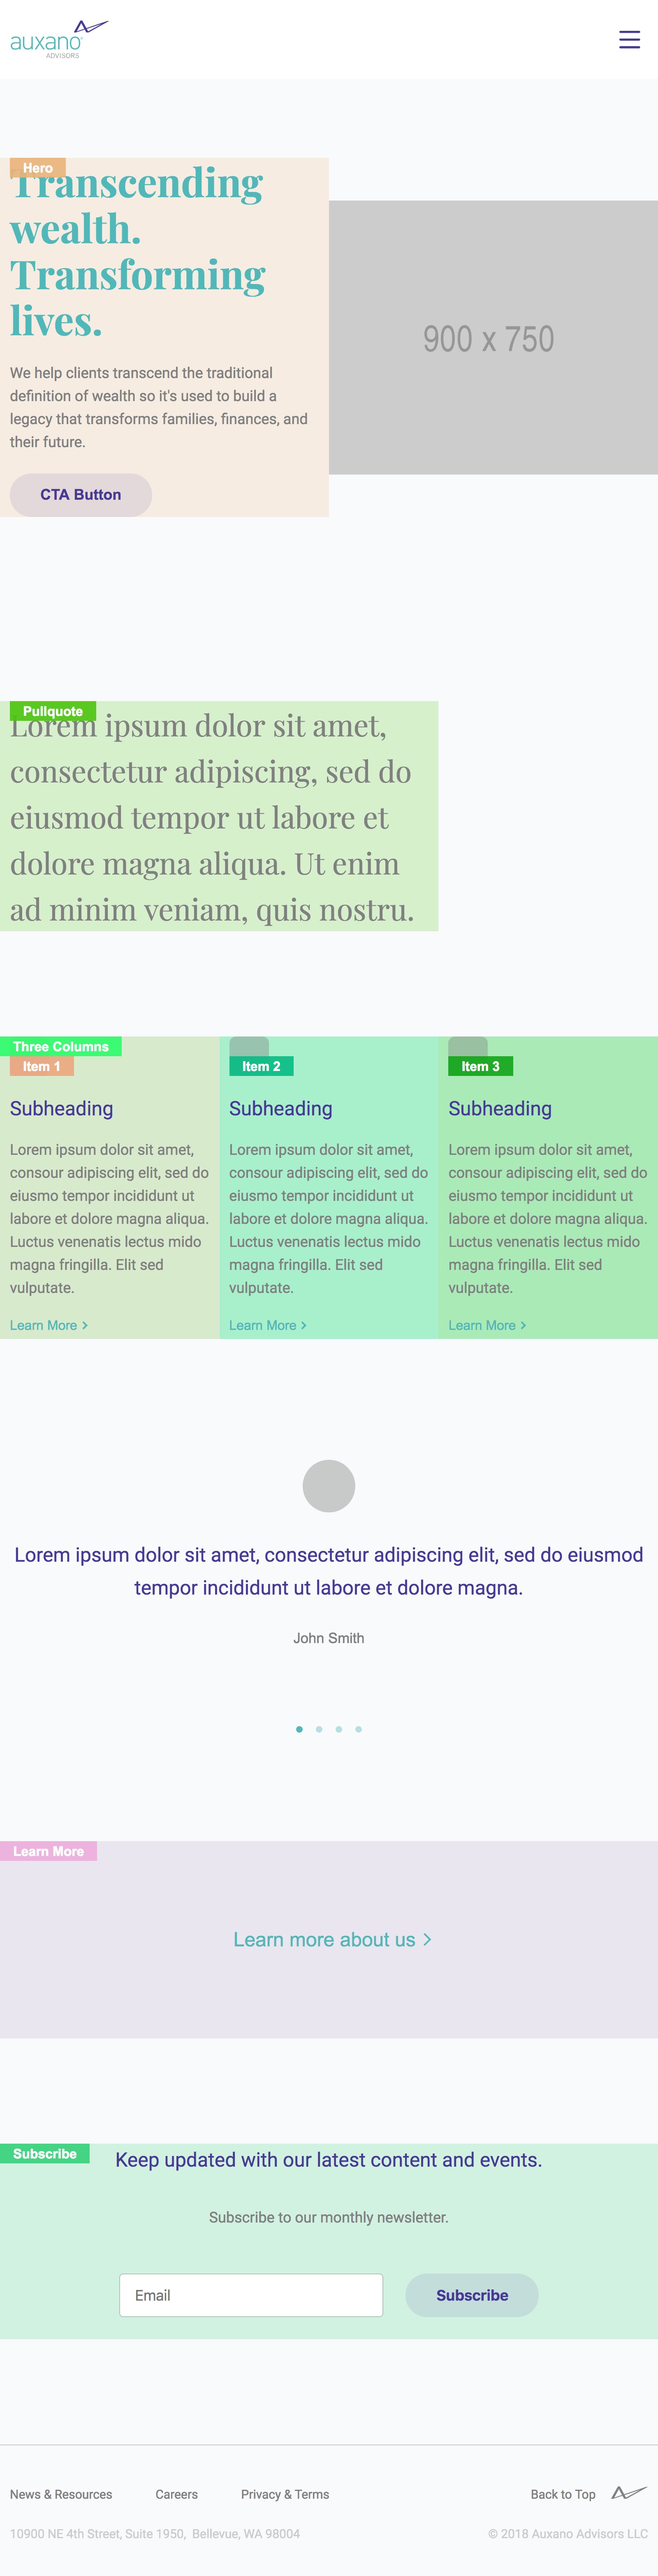 auxano
ADVISORS
Hero
Transcending
wealth.
Transforming
lives.
900 x 750
We help clients transcend the traditional
definition of wealth so it's used to build a
legacy that transforms families, finances, and
their future.
CTA Button
Pullquote
Lorem ipsum dolor sit amet,
consectetur adipiscing, sed do
eiusmod tempor ut labore et
dolore magna aliqua. Ut enim
ad minim veniam, quis nostru.
Three Columns
Item 1
Subheading
Lorem ipsum dolor sit amet,
consour adipiscing elit, sed do
eiusmo tempor incididunt ut
labore et dolore magna aliqua.
Luctus venenatis lectus mido
magna fringilla. Elit sed
vulputate.
Learn More
Item 2
Subheading
Lorem ipsum dolor sit amet,
consour adipiscing elit, sed do
eiusmo tempor incididunt ut
labore et dolore magna aliqua.
Luctus venenatis lectus mido
magna fringilla. Elit sed
vulputate.
Learn More
Item 3
Subheading
Lorem ipsum dolor sit amet,
consour adipiscing elit, sed do
eiusmo tempor incididunt ut
labore et dolore magna aliqua.
Luctus venenatis lectus mido
magna fringilla. Elit sed
vulputate.
Learn More
Lorem ipsum dolor sit amet, consectetur adipiscing elit, sed do eiusmod
tempor incididunt ut labore et dolore magna.
John Smith
Learn More
Learn more about us
Subscribe
Keep updated with our latest content and events.
Subscribe to our monthly newsletter.
Email
Subscribe
News & Resources
Careers
Privacy & Terms
Back to Top
10900 NE 4th Street, Suite 1950, Bellevue, WA 98004
© 2018 Auxano Advisors LLC